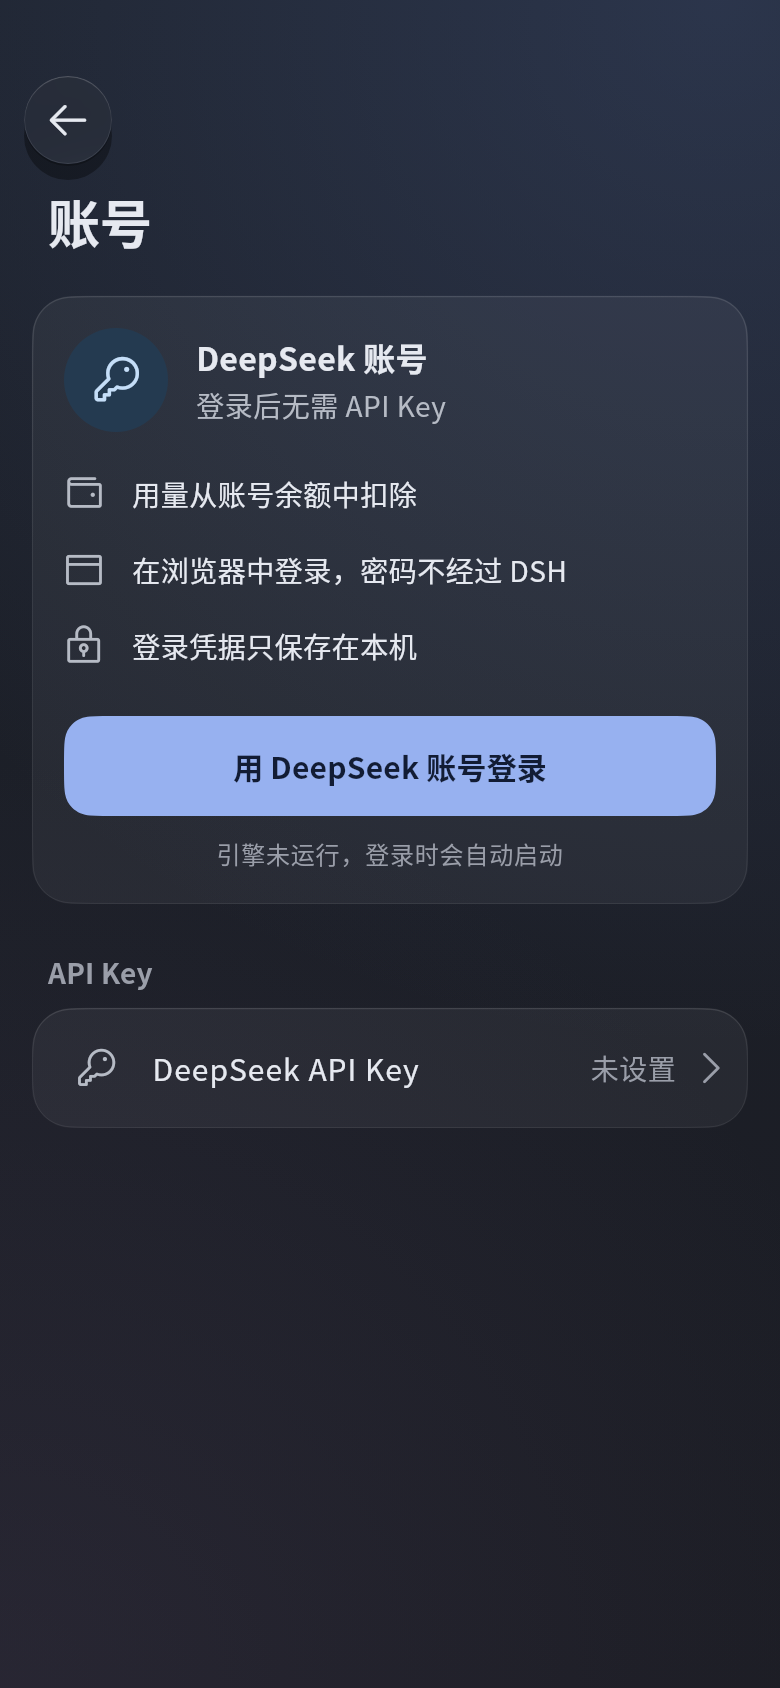 账号
DeepSeek 账号
登录后无需 API Key
用量从账号余额中扣除
在浏览器中登录，密码不经过 DSH
登录凭据只保存在本机
用 DeepSeek 账号登录
引擎未运行，登录时会自动启动
API Key
DeepSeek API Key 未设置